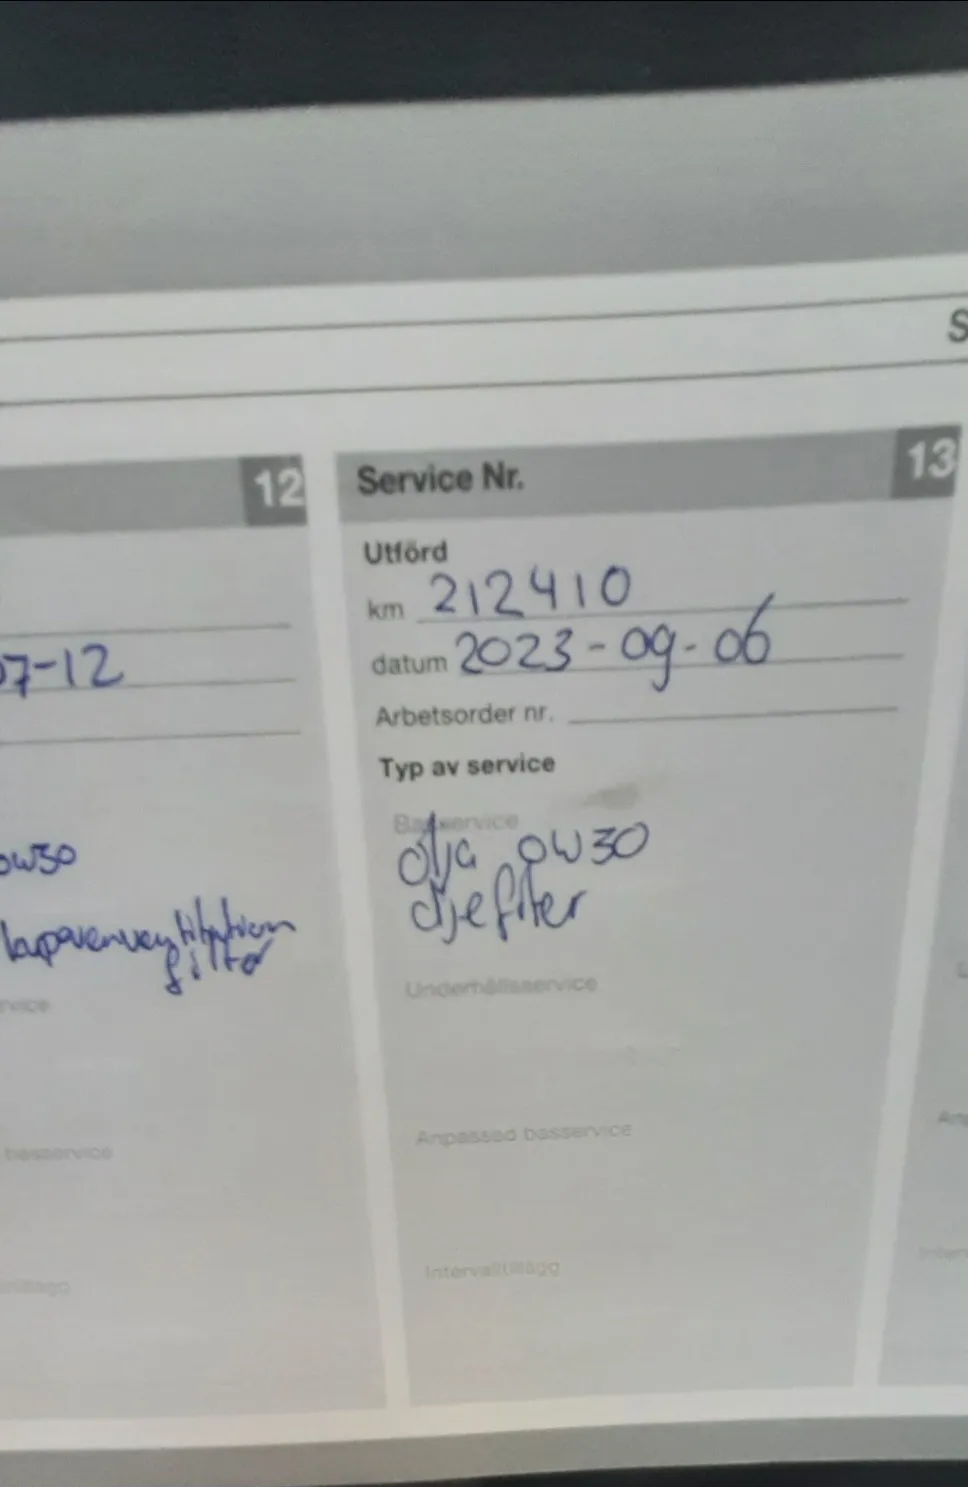 S
12
07-12
0W30
filter
Service Nr.
13
Utförd
km 212410
datum 2023-09-06
Arbetsorder nr.
Typ av service
Basservice
olja 0W30
oljefilter
Underhållsservice
Anpassad basservice
Intervalltillägg